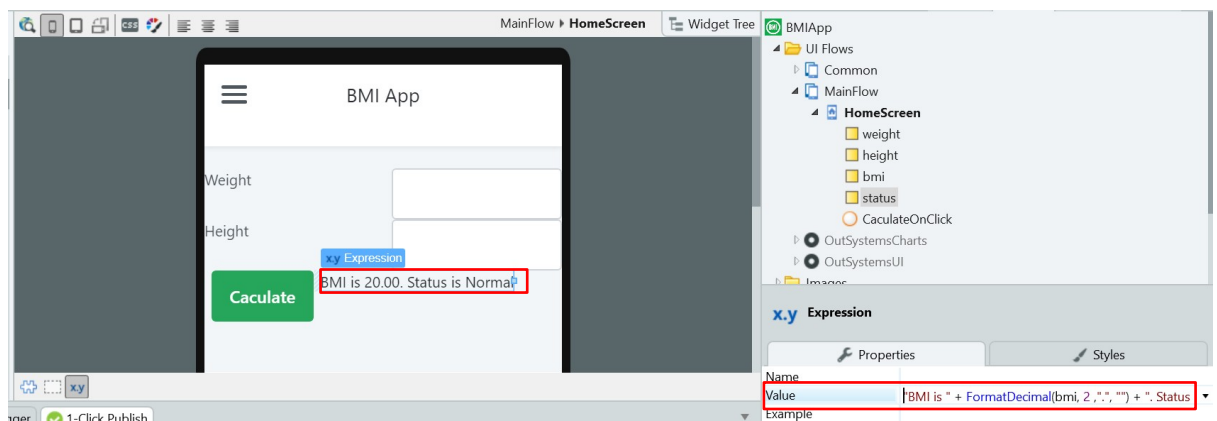 css
MainFlow ▸ HomeScreen
Widget Tree
BMI App
Weight
Height
x.y Expression
BMI is 20.00. Status is Normal
Caculate
x.y
1-Click Publish
BMI BMIApp
UI Flows
Common
MainFlow
HomeScreen
weight
height
bmi
status
CaculateOnClick
OutSystemsCharts
OutSystemsUI
Images
x.y Expression
Properties
Styles
Name
Value "BMI is " + FormatDecimal(bmi, 2 ,".", "") + ". Status
Example